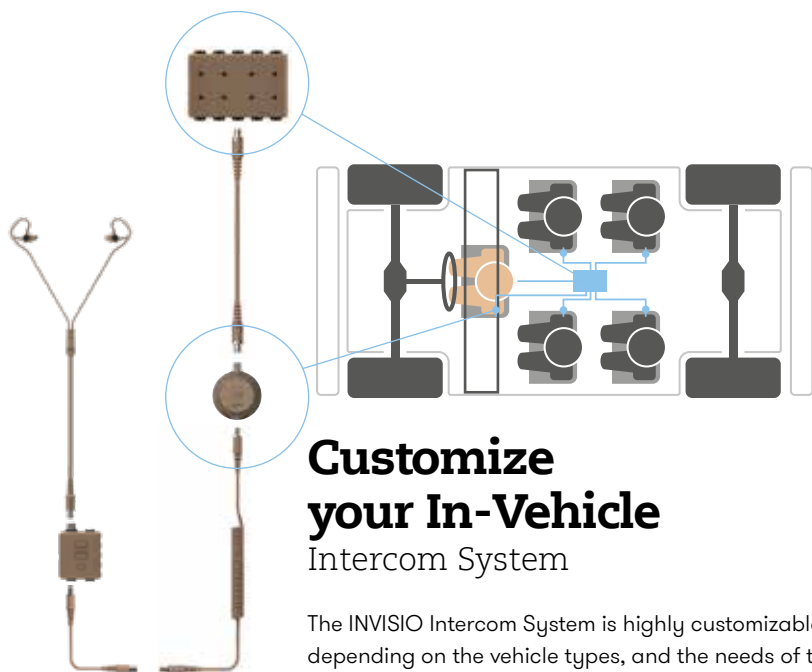 Customize
your In-Vehicle
Intercom System
The INVISIO Intercom System is highly customizable
depending on the vehicle types, and the needs of